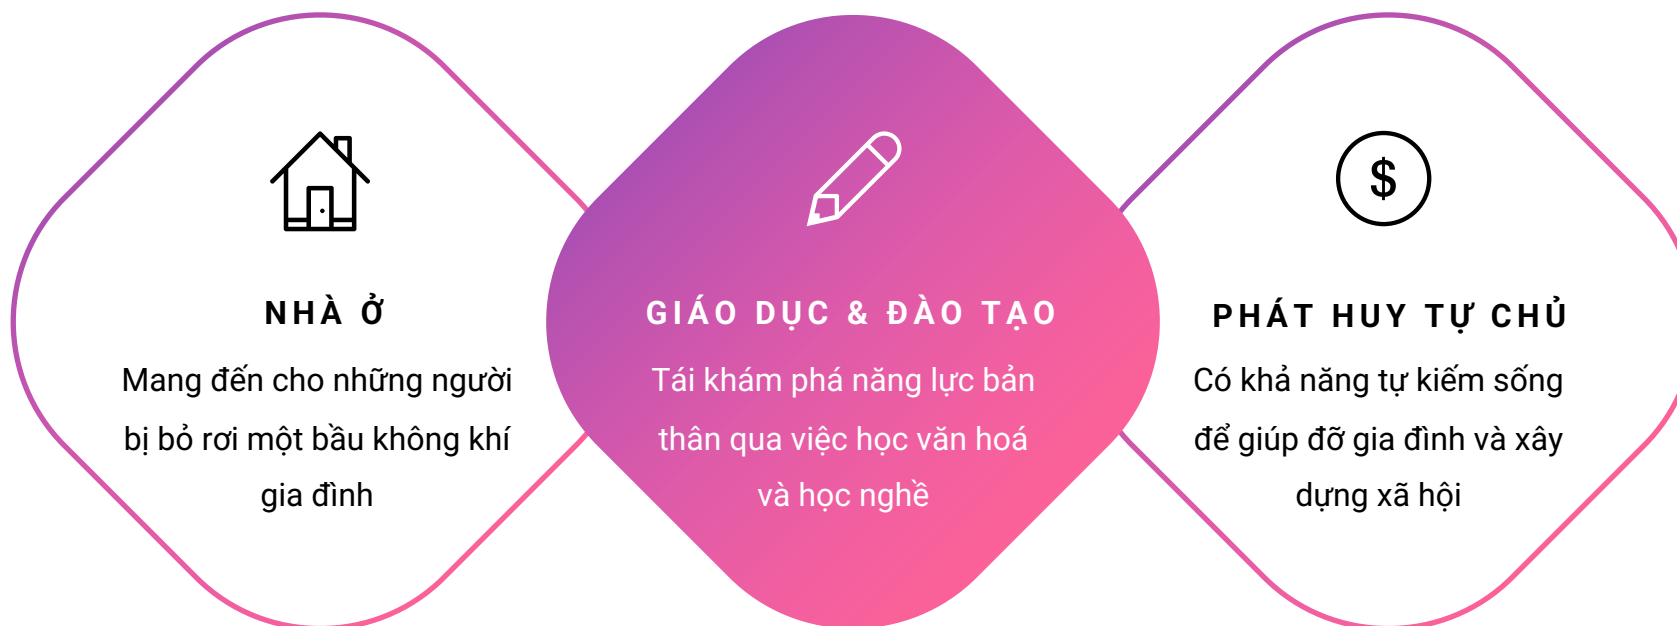 NHÀ Ở
Mang đến cho những người
bị bỏ rơi một bầu không khí
gia đình
GIÁO DỤC & ĐÀO TẠO
Tái khám phá năng lực bản
thân qua việc học văn hoá
và học nghề
$
PHÁT HUY TỰ CHỦ
Có khả năng tự kiếm sống
để giúp đỡ gia đình và xây
dựng xã hội